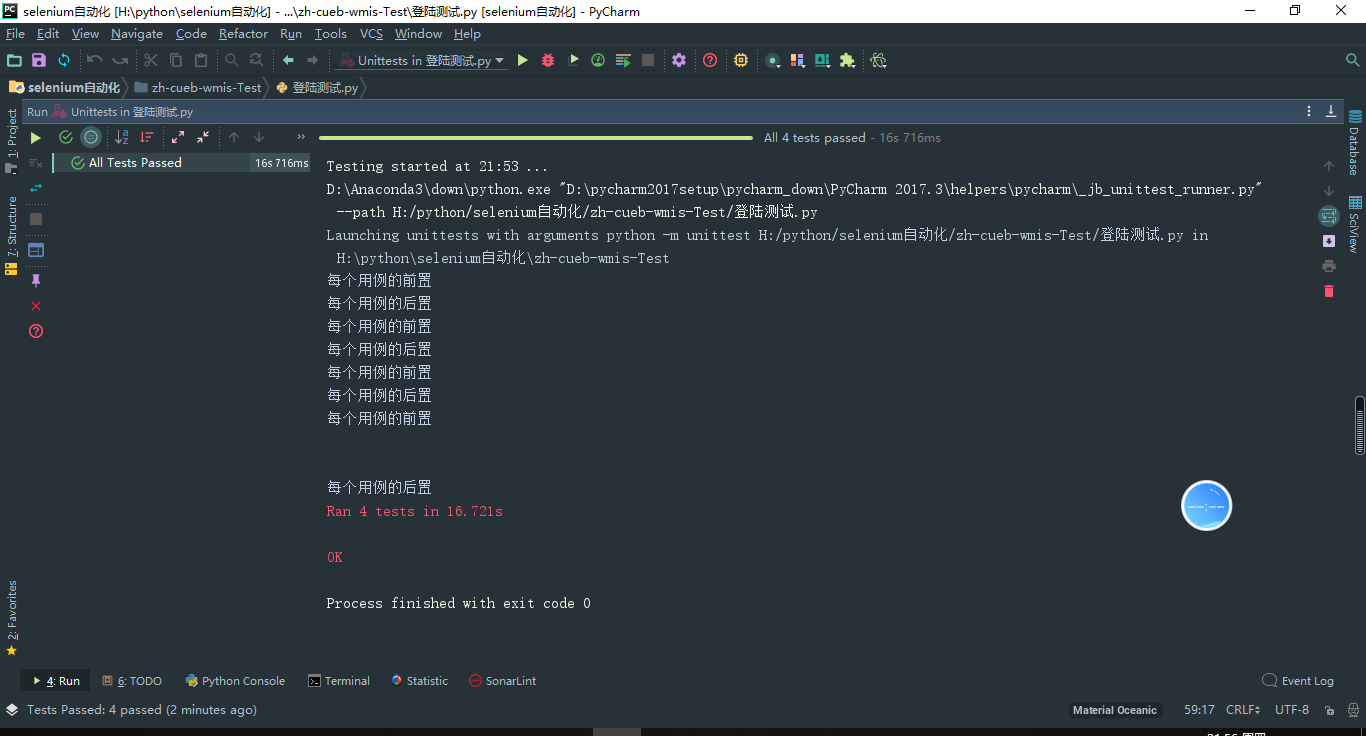 selenium自动化 [H:\python\selenium自动化] - ...\zh-cueb-wmis-Test\登陆测试.py [selenium自动化] - PyCharm
File Edit View Navigate Code Refactor Run Tools VCS Window Help
Unittests in 登陆测试.py
selenium自动化 zh-cueb-wmis-Test 登陆测试.py
Run Unittests in 登陆测试.py
1: Project
7: Structure
2: Favorites
Database
SciView
All 4 tests passed - 16s 716ms
All Tests Passed 16s 716ms
Testing started at 21:53 ...
D:\Anaconda3\down\python.exe "D:\pycharm2017setup\pycharm_down\PyCharm 2017.3\helpers\pycharm\_jb_unittest_runner.py"
--path H:/python/selenium自动化/zh-cueb-wmis-Test/登陆测试.py
Launching unittests with arguments python -m unittest H:/python/selenium自动化/zh-cueb-wmis-Test/登陆测试.py in
H:\python\selenium自动化\zh-cueb-wmis-Test
每个用例的前置
每个用例的后置
每个用例的前置
每个用例的后置
每个用例的前置
每个用例的后置
每个用例的前置
每个用例的后置
Ran 4 tests in 16.721s
OK
Process finished with exit code 0
4: Run 6: TODO Python Console Terminal Statistic SonarLint Event Log
Tests Passed: 4 passed (2 minutes ago) Material Oceanic 59:17 CRLF UTF-8